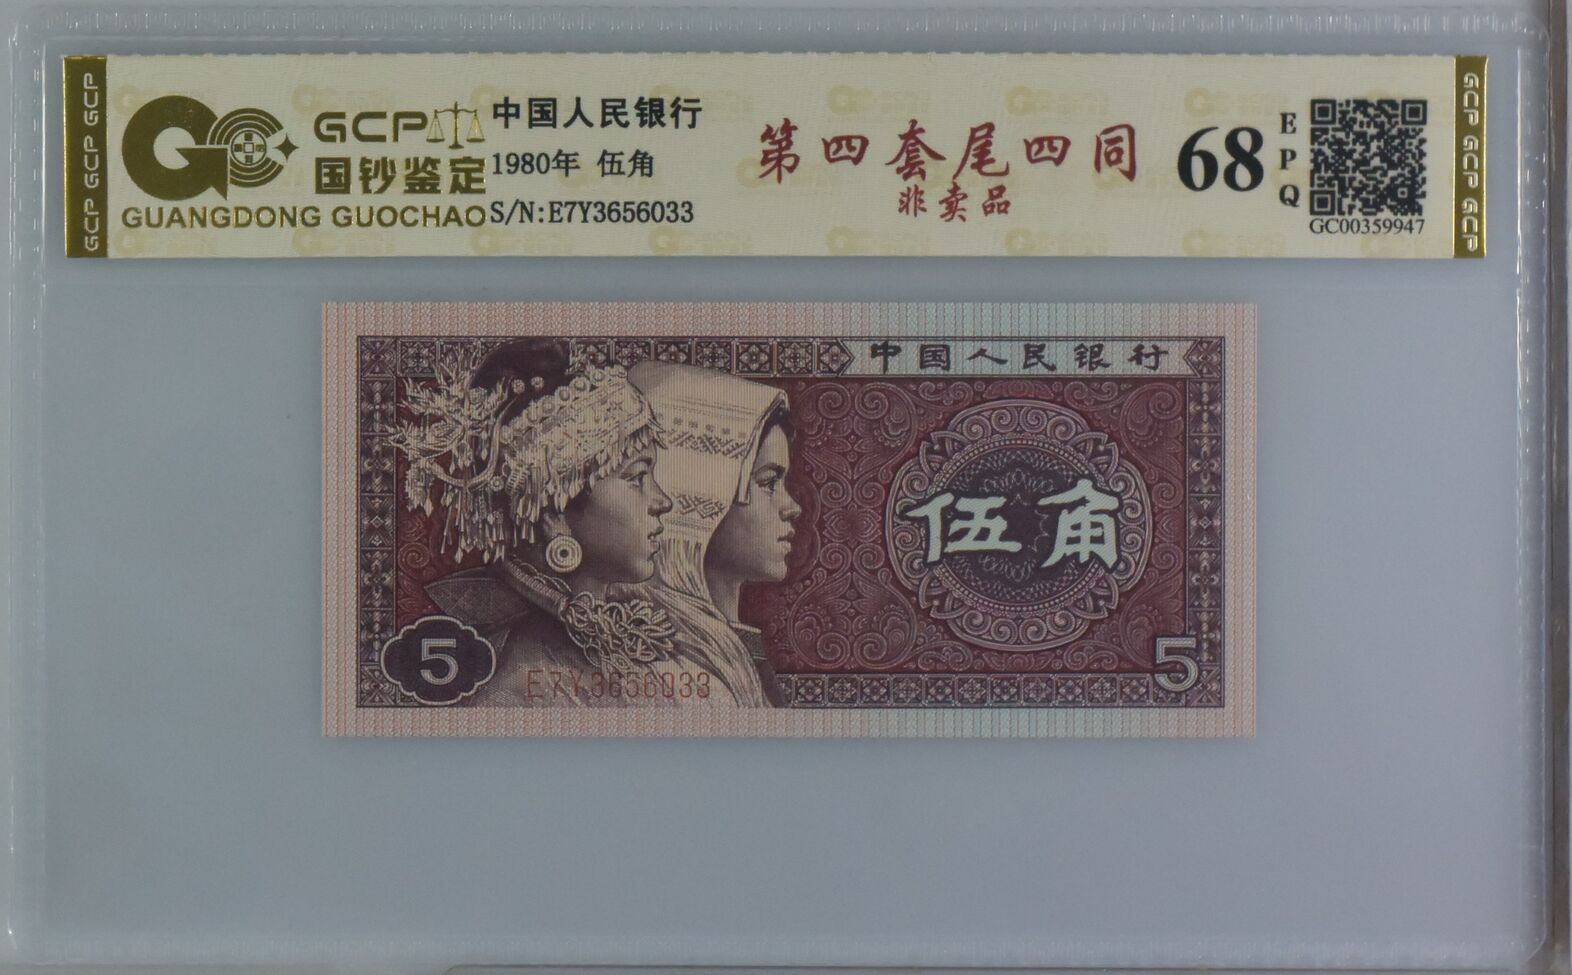 GCP GCP GCP
GCP
国钞鉴定
GUANGDONG GUOCHAO
中国人民银行
1980年 伍角
S/N:E7Y3656033
第四套尾四同
非卖品
68
EPQ
GC00359947
GCP GCP GCP
中国人民银行
伍角
5
E7Y3656033
5